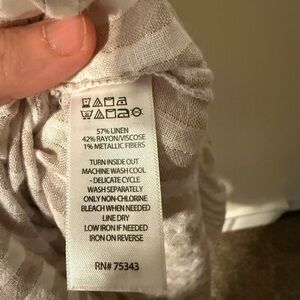 57% LINEN
42% RAYON/VISCOSE
1% METALLIC FIBERS
TURN INSIDE OUT
MACHINE WASH COOL
- DELICATE CYCLE
WASH SEPARATELY
ONLY NON-CHLORINE
BLEACH WHEN NEEDED
LINE DRY
LOW IRON IF NEEDED
IRON ON REVERSE
RN# 75343